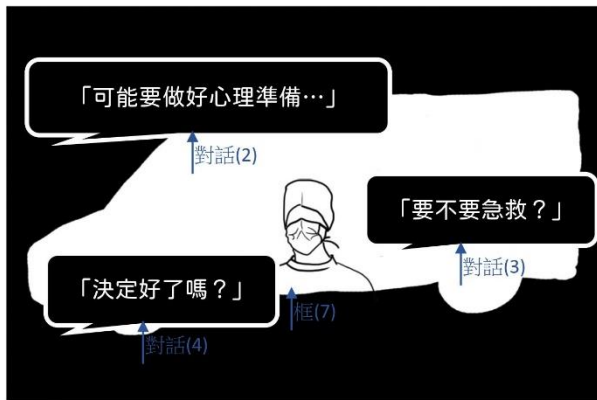 「可能要做好心理準備…」
對話(2)
「要不要急救？」
對話(3)
「決定好了嗎？」
框(7)
對話(4)